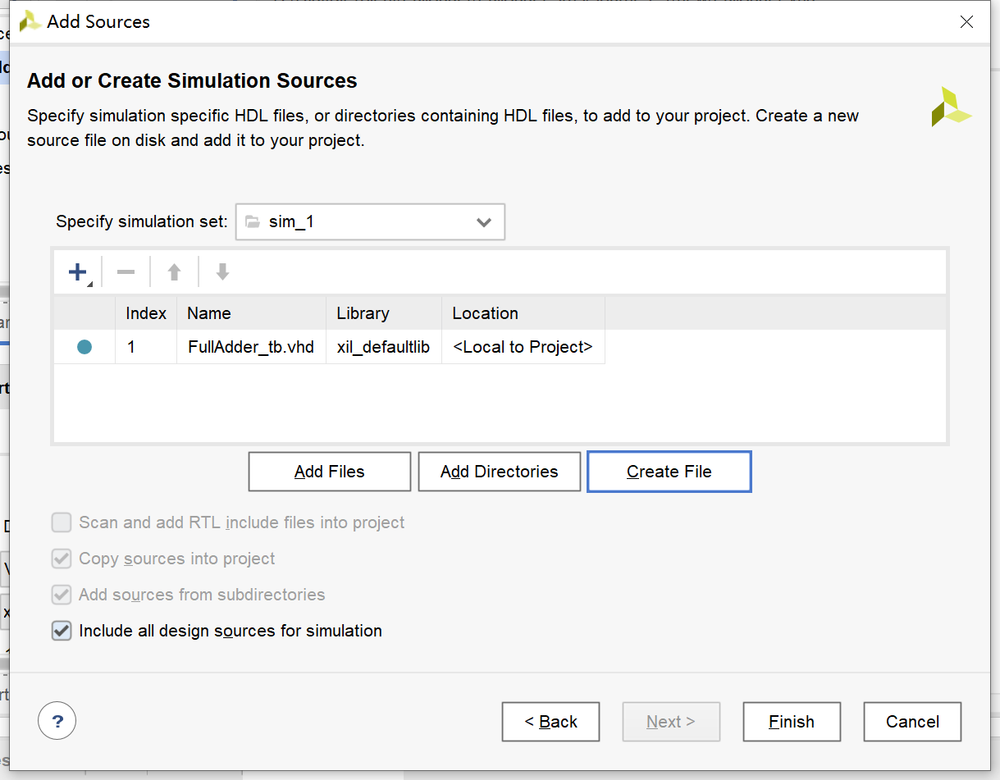 Add Sources
Add or Create Simulation Sources
Specify simulation specific HDL files, or directories containing HDL files, to add to your project. Create a new
source file on disk and add it to your project.
Specify simulation set: sim_1
Index Name Library Location
1 FullAdder_tb.vhd xil_defaultlib <Local to Project>
Add Files Add Directories Create File
Scan and add RTL include files into project
Copy sources into project
Add sources from subdirectories
Include all design sources for simulation
? < Back Next > Finish Cancel